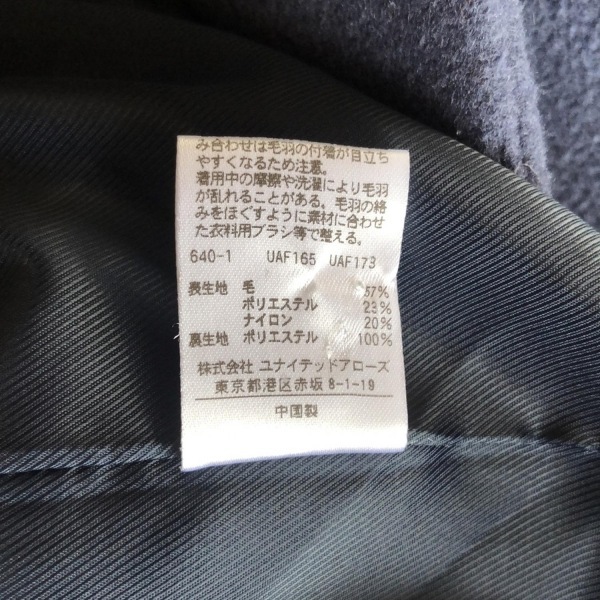 み合わせは毛羽の付着が目立ち
やすくなるため注意。
着用中の摩擦や洗濯により毛羽
が乱れることがある。毛羽の絡
みをほぐすように素材に合わせ
た衣料用ブラシ等で整える。
640-1 UAF165 UAF173
表生地 毛 57%
ポリエステル 23%
ナイロン 20%
裏生地 ポリエステル 100%
株式会社 ユナイテッドアローズ
東京都港区赤坂8-1-19
中国製